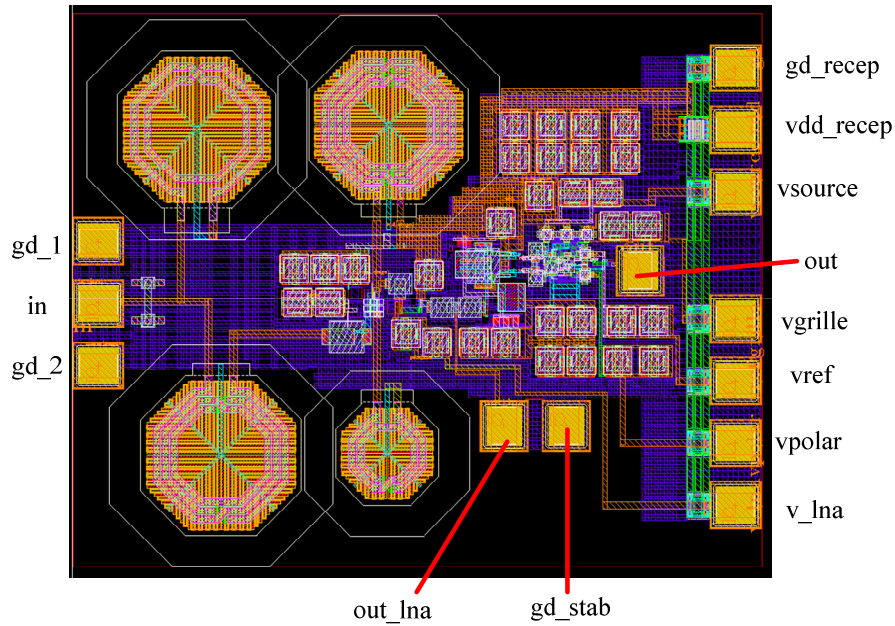 gd_recep
vdd_recep
vsource
gd_1
out
in
vgrille
gd_2
vref
vpolar
v_lna
out_lna
gd_stab